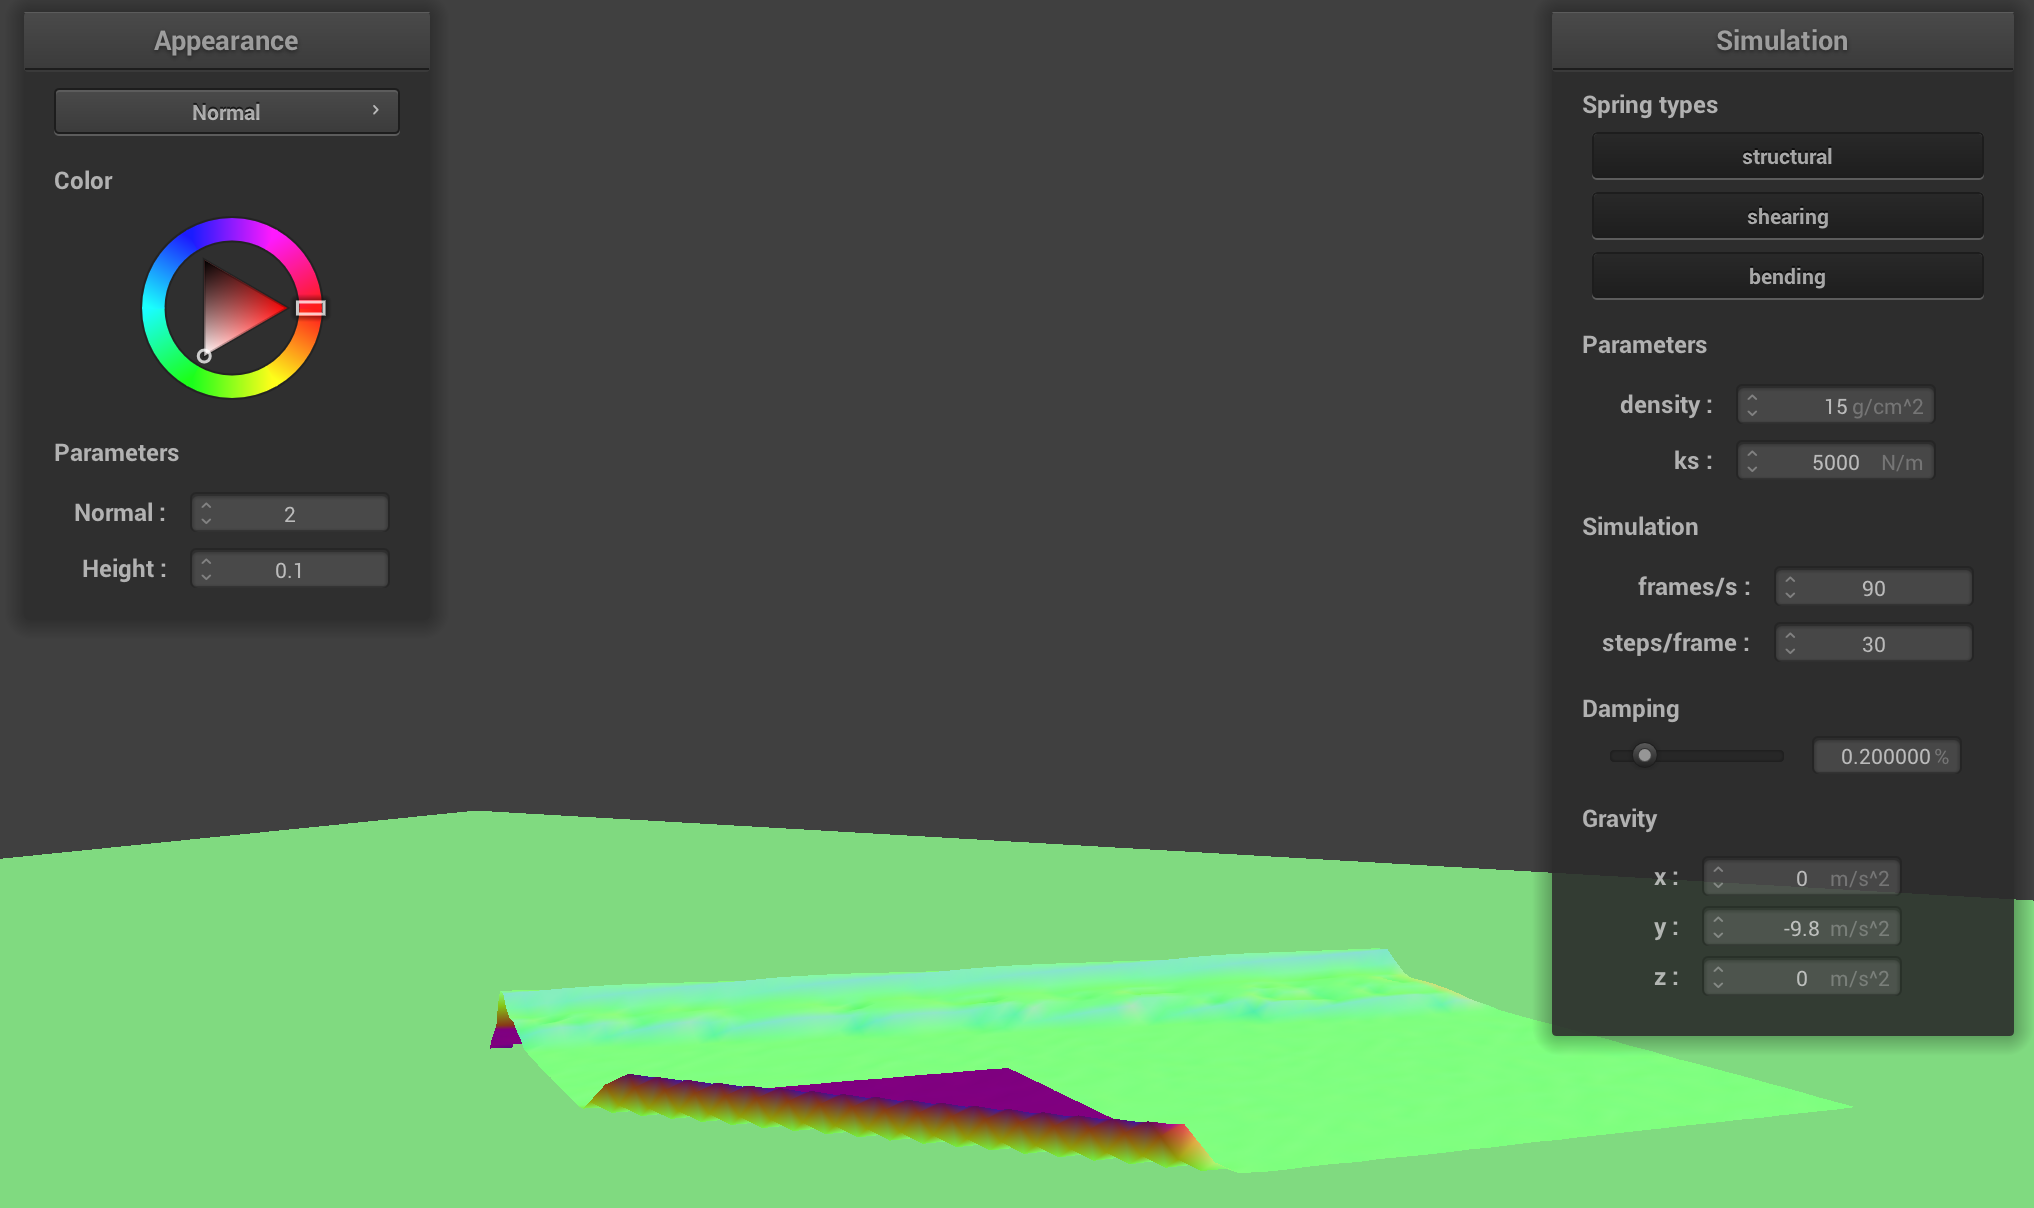 Appearance
Normal
Color
Parameters
Normal : 2
Height : 0.1
Simulation
Spring types
structural
shearing
bending
Parameters
density : 15 g/cm^2
ks : 5000 N/m
Simulation
frames/s : 90
steps/frame : 30
Damping
0.200000 %
Gravity
x : 0 m/s^2
y : -9.8 m/s^2
z : 0 m/s^2